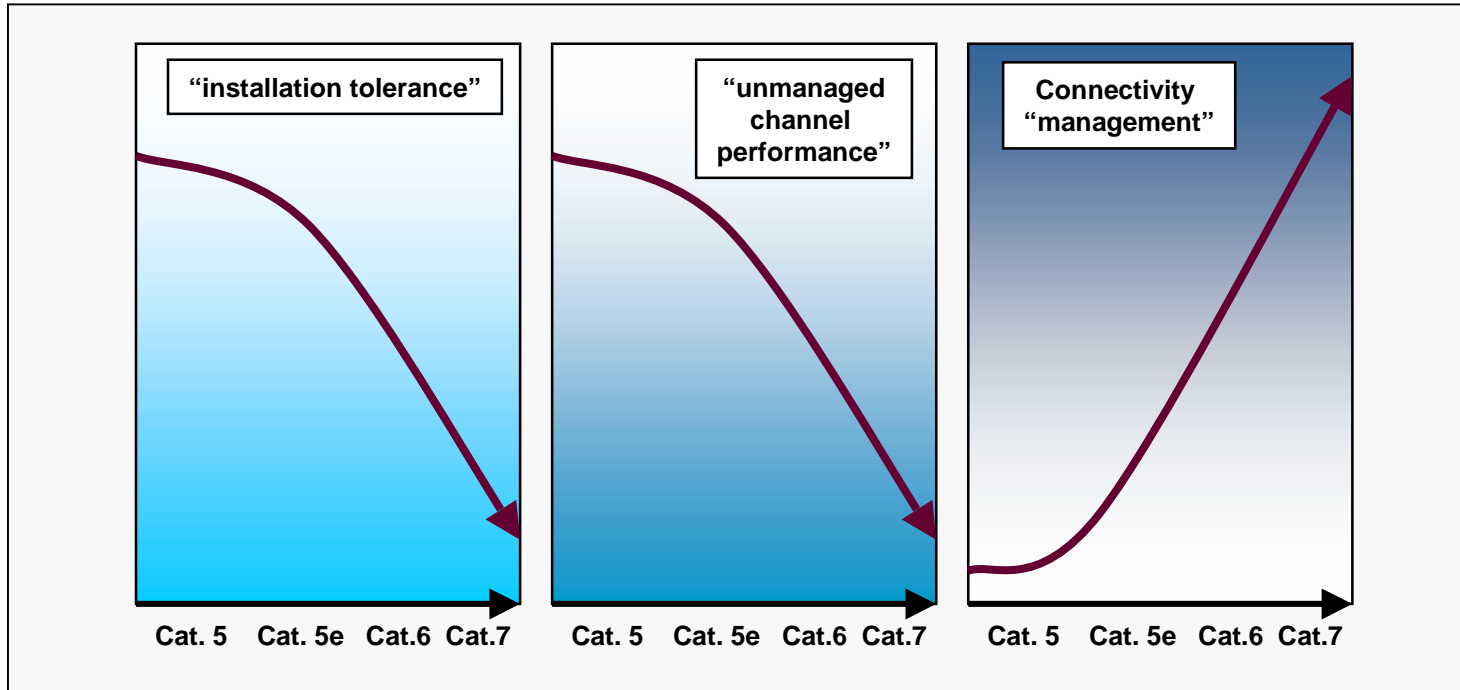 “installation tolerance”
“unmanaged
channel
performance”
Connectivity
“management”
Cat. 5 Cat. 5e Cat.6 Cat.7
Cat. 5 Cat. 5e Cat.6 Cat.7
Cat. 5 Cat. 5e Cat.6 Cat.7